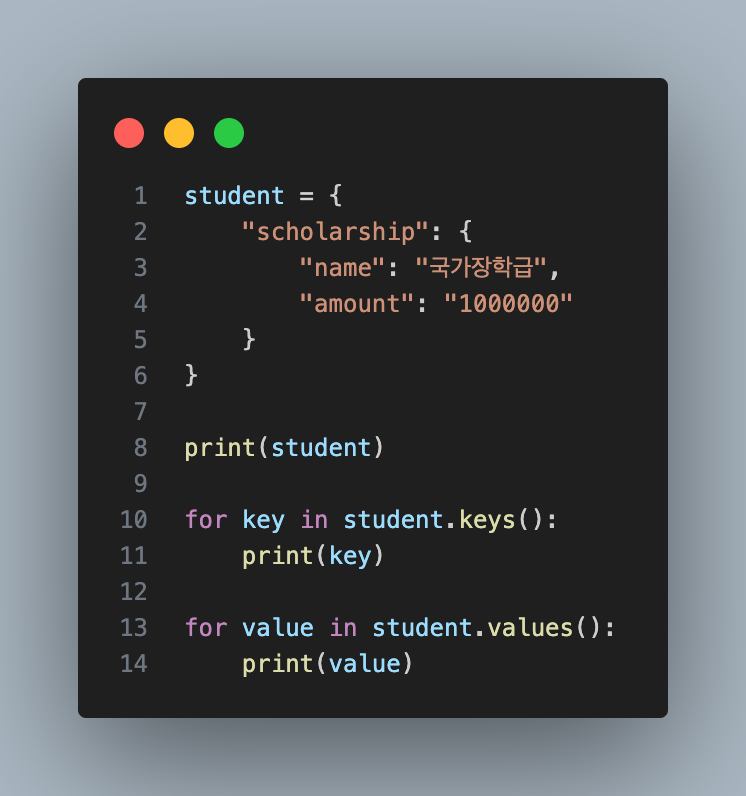 1 student = {
2     "scholarship": {
3         "name": "국가장학급",
4         "amount": "1000000"
5     }
6 }
7
8 print(student)
9
10 for key in student.keys():
11     print(key)
12
13 for value in student.values():
14     print(value)